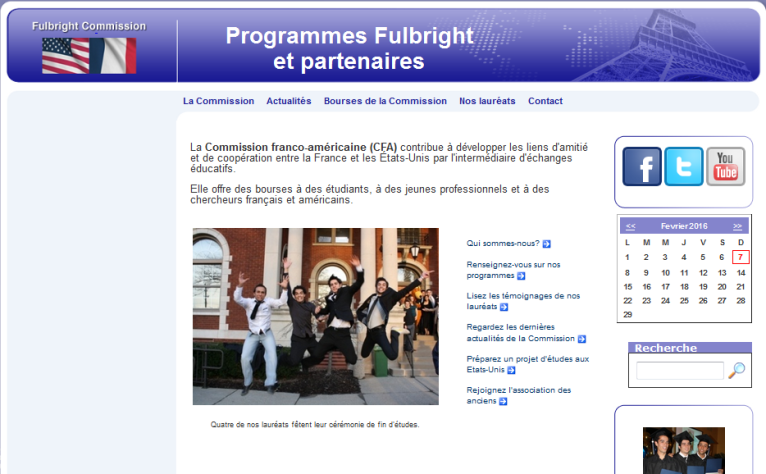 Fulbright Commission
Programmes Fulbright
et partenaires
La Commission Actualités Bourses de la Commission Nos lauréats Contact
La Commission franco-américaine (CFA) contribue à développer les liens d'amitié
et de coopération entre la France et les États-Unis par l'intermédiaire d'échanges
éducatifs.
Elle offre des bourses à des étudiants, à des jeunes professionnels et à des
chercheurs français et américains.
Qui sommes-nous?
Renseignez-vous sur nos
programmes
Lisez les témoignages de nos
lauréats
Regardez les dernières
actualités de la Commission
Préparez un projet d'études aux
Etats-Unis
Rejoignez l'association des
anciens
Quatre de nos lauréats fêtent leur cérémonie de fin d'études.
f t You Tube
<< Fevrier 2016 >>
L M M J V S D
1 2 3 4 5 6 7
8 9 10 11 12 13 14
15 16 17 18 19 20 21
22 23 24 25 26 27 28
29
Recherche